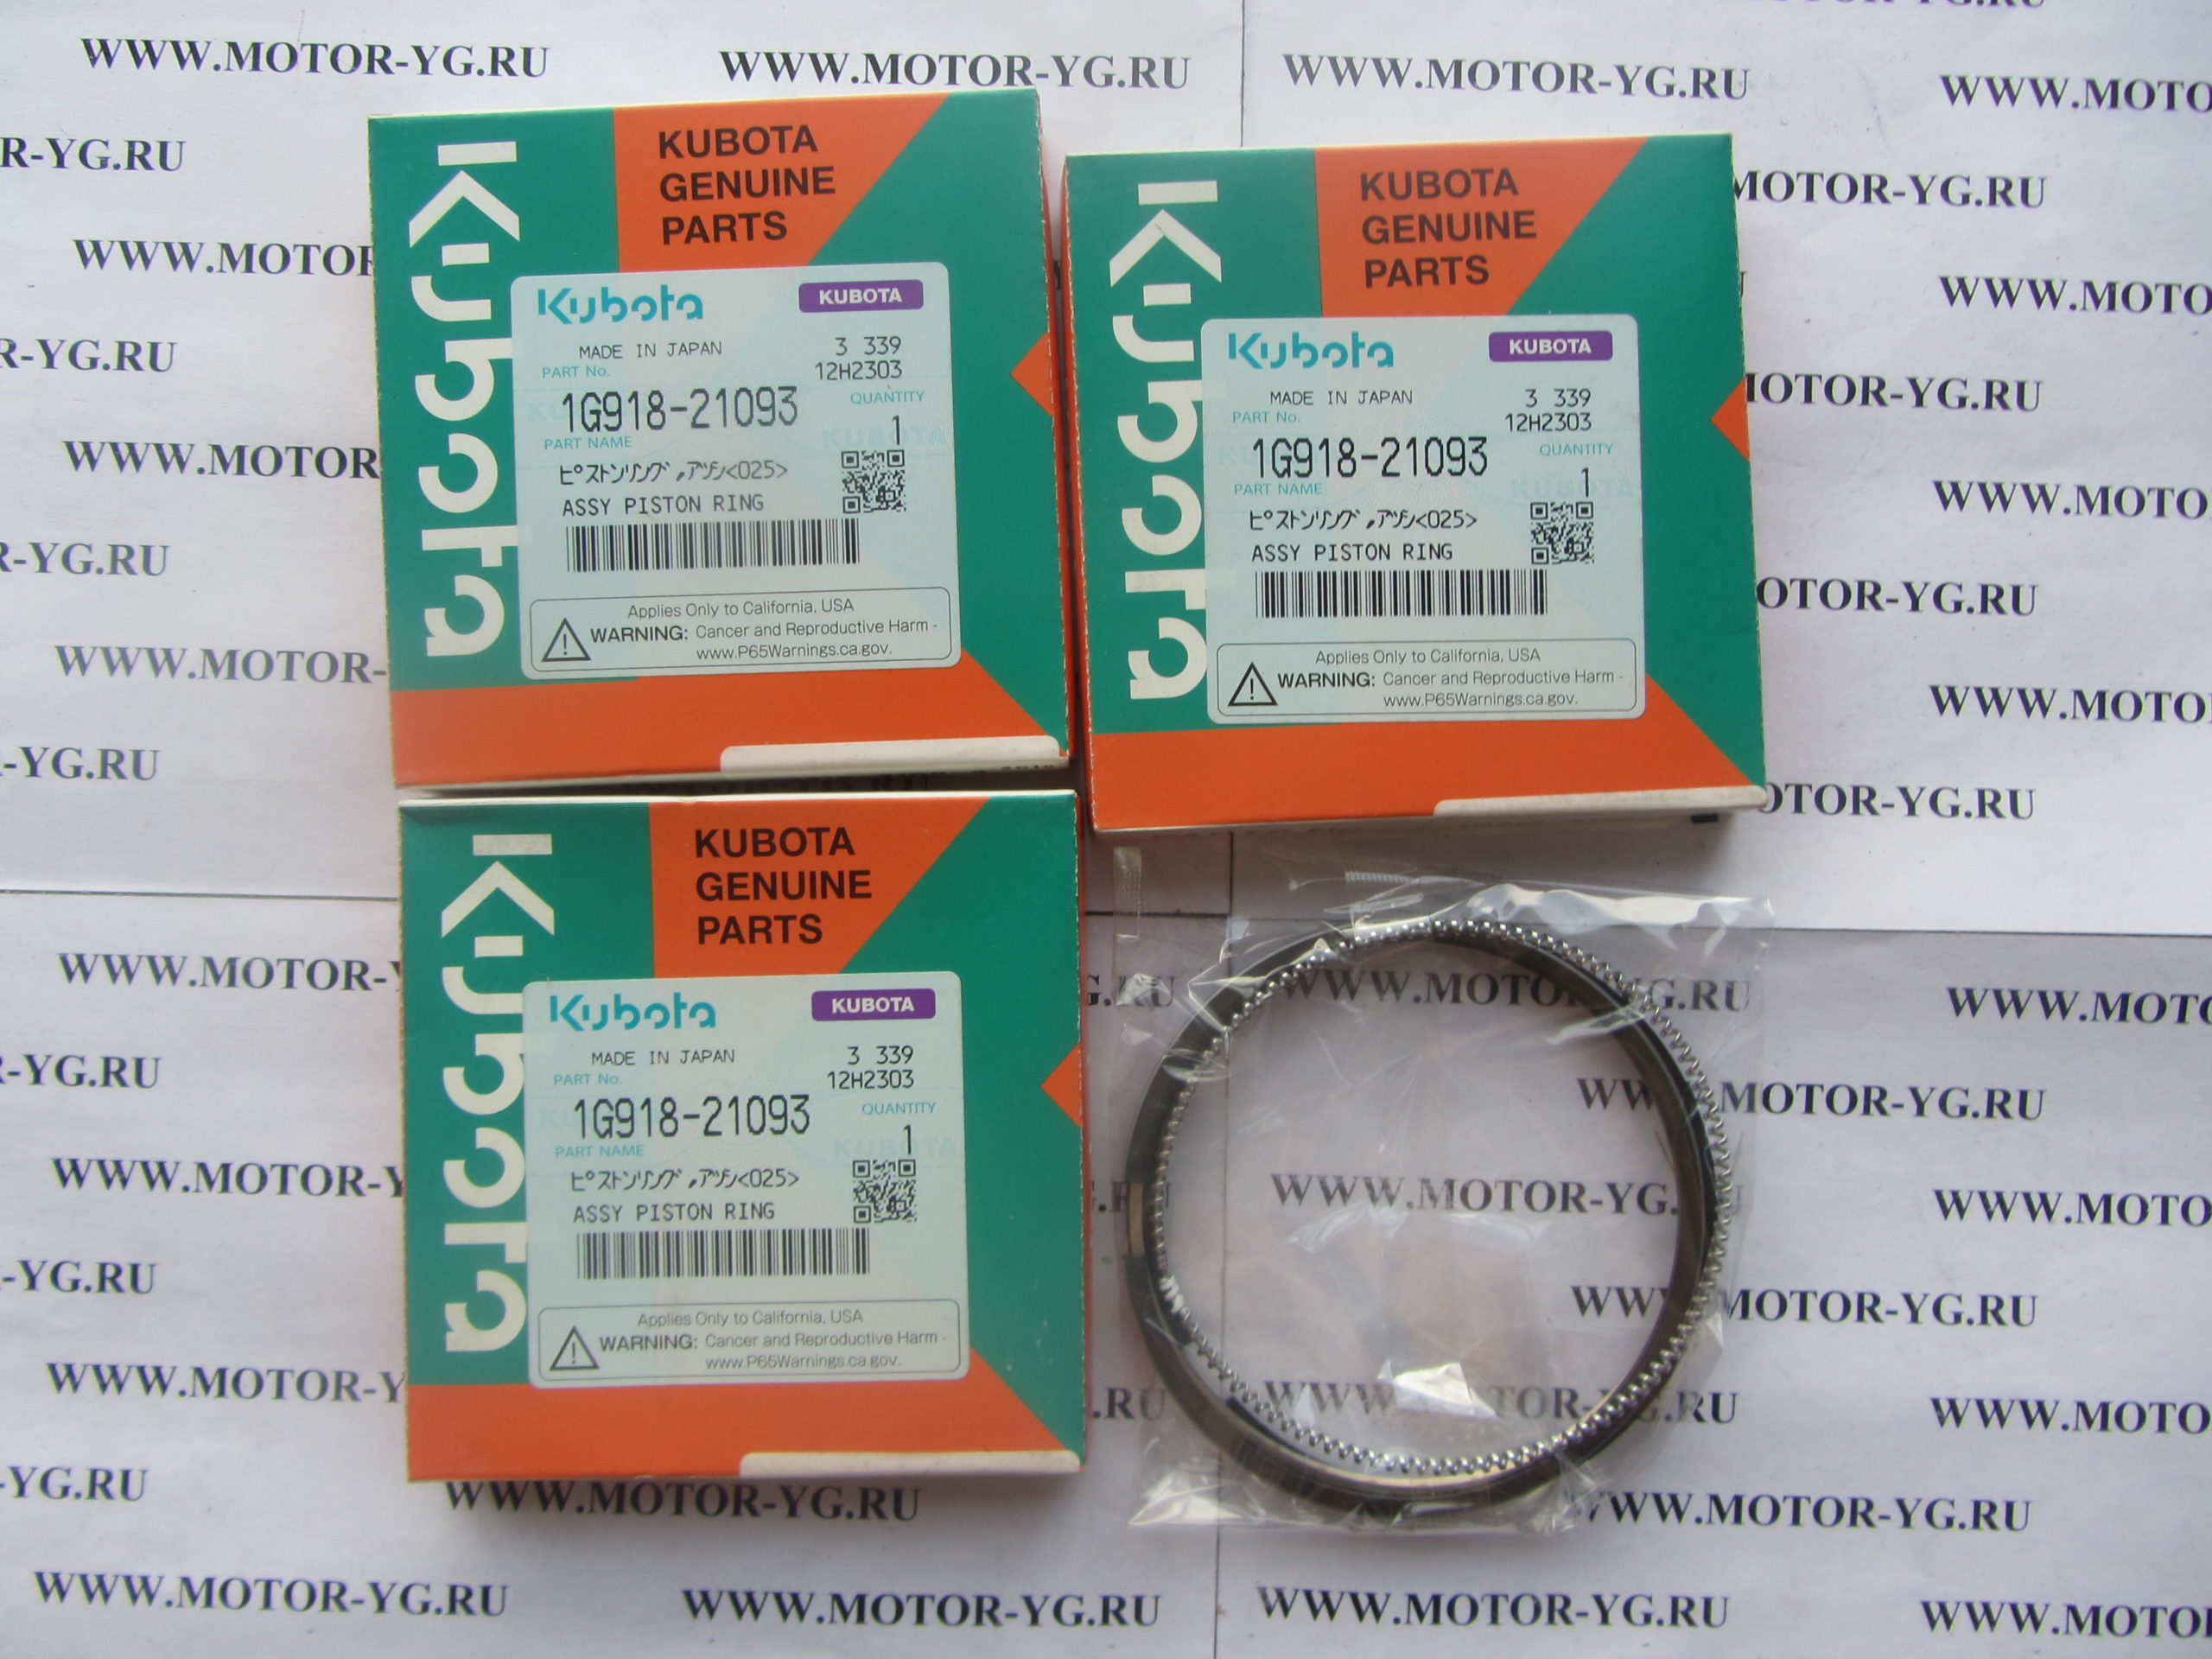 WWW.MOTOR-YG.RU
WWW.MOTOR-YG.RU
WWW.MOTOR-YG.RU
Kubota
KUBOTA
GENUINE
PARTS
Kubota
KUBOTA
MADE IN JAPAN
3 339
PART No.
12H2303
1G918-21093
QUANTITY
1
PART NAME
ピストンリング,アツシ<025>
ASSY PISTON RING
Applies Only to California, USA
WARNING: Cancer and Reproductive Harm -
www.P65Warnings.ca.gov.
Kubota
KUBOTA
GENUINE
PARTS
Kubota
KUBOTA
MADE IN JAPAN
3 339
PART No.
12H2303
1G918-21093
QUANTITY
1
PART NAME
ピストンリング,アツシ<025>
ASSY PISTON RING
Applies Only to California, USA
WARNING: Cancer and Reproductive Harm -
www.P65Warnings.ca.gov.
Kubota
KUBOTA
GENUINE
PARTS
Kubota
KUBOTA
MADE IN JAPAN
3 339
PART No.
12H2303
1G918-21093
QUANTITY
1
PART NAME
ピストンリング,アツシ<025>
ASSY PISTON RING
Applies Only to California, USA
WARNING: Cancer and Reproductive Harm -
www.P65Warnings.ca.gov.
WWW.MOTOR-YG.RU
WWW.MOTOR-YG.RU
WWW.MOTOR-YG.RU
WWW.MOTOR-YG.RU